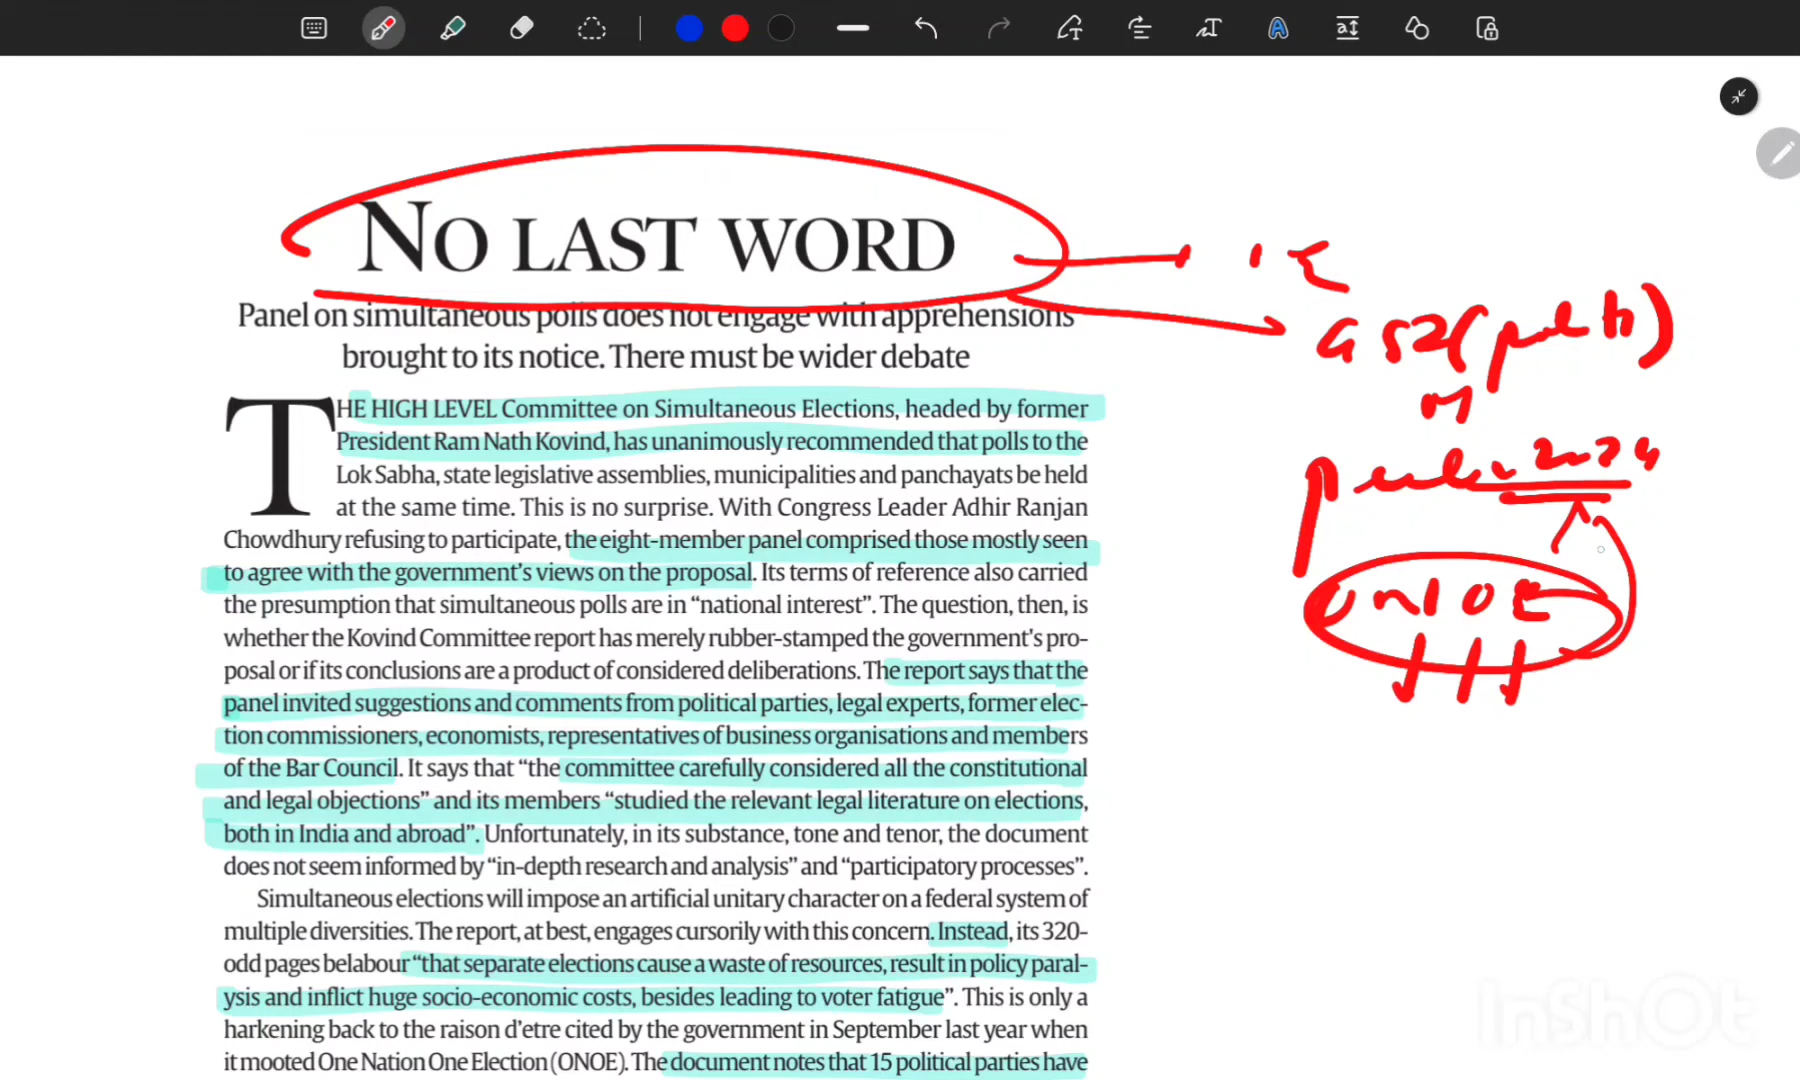 NO LAST WORD
Panel on simultaneous polls does not engage with apprehensions
brought to its notice. There must be wider debate
THE HIGH LEVEL Committee on Simultaneous Elections, headed by former
President Ram Nath Kovind, has unanimously recommended that polls to the
Lok Sabha, state legislative assemblies, municipalities and panchayats be held
at the same time. This is no surprise. With Congress Leader Adhir Ranjan
Chowdhury refusing to participate, the eight-member panel comprised those mostly seen
to agree with the government's views on the proposal. Its terms of reference also carried
the presumption that simultaneous polls are in “national interest”. The question, then, is
whether the Kovind Committee report has merely rubber-stamped the government's pro-
posal or if its conclusions are a product of considered deliberations. The report says that the
panel invited suggestions and comments from political parties, legal experts, former elec-
tion commissioners, economists, representatives of business organisations and members
of the Bar Council. It says that “the committee carefully considered all the constitutional
and legal objections” and its members “studied the relevant legal literature on elections,
both in India and abroad”. Unfortunately, in its substance, tone and tenor, the document
does not seem informed by “in-depth research and analysis” and “participatory processes”.
Simultaneous elections will impose an artificial unitary character on a federal system of
multiple diversities. The report, at best, engages cursorily with this concern. Instead, its 320-
odd pages belabour “that separate elections cause a waste of resources, result in policy paral-
ysis and inflict huge socio-economic costs, besides leading to voter fatigue”. This is only a
harkening back to the raison d'etre cited by the government in September last year when
it mooted One Nation One Election (ONOE). The document notes that 15 political parties have
GS2(
2024
ONOE
InShOt